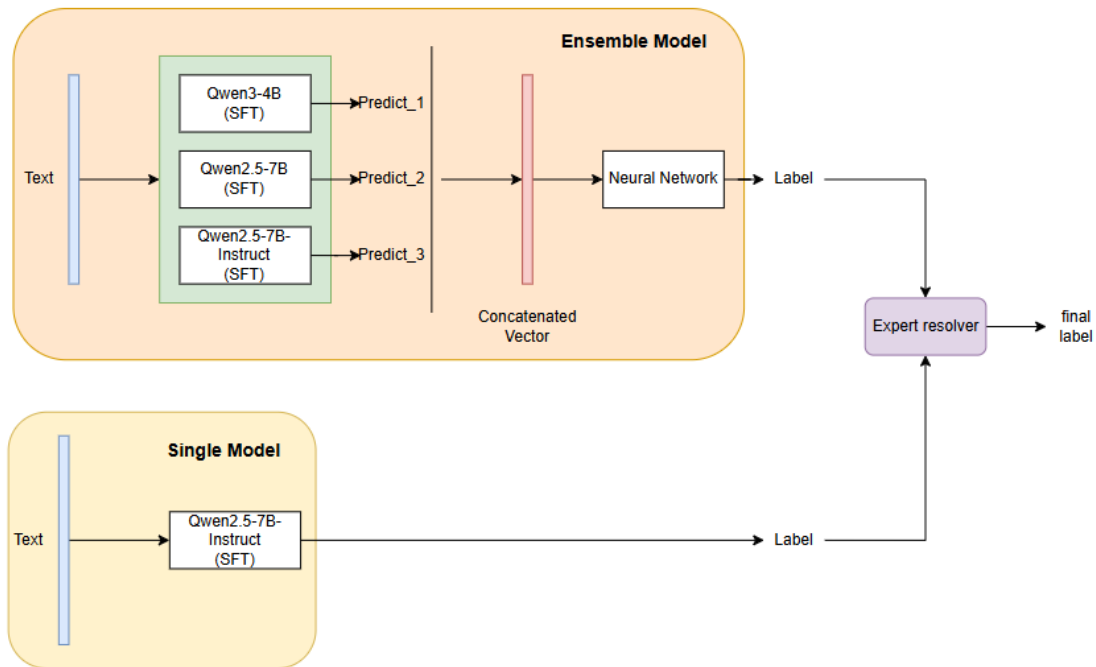 Ensemble Model
Text
Qwen3-4B
(SFT)
Predict_1
Qwen2.5-7B
(SFT)
Predict_2
Qwen2.5-7B-
Instruct
(SFT)
Predict_3
Concatenated
Vector
Neural Network
Label
Expert resolver
final
label
Single Model
Text
Qwen2.5-7B-
Instruct
(SFT)
Label